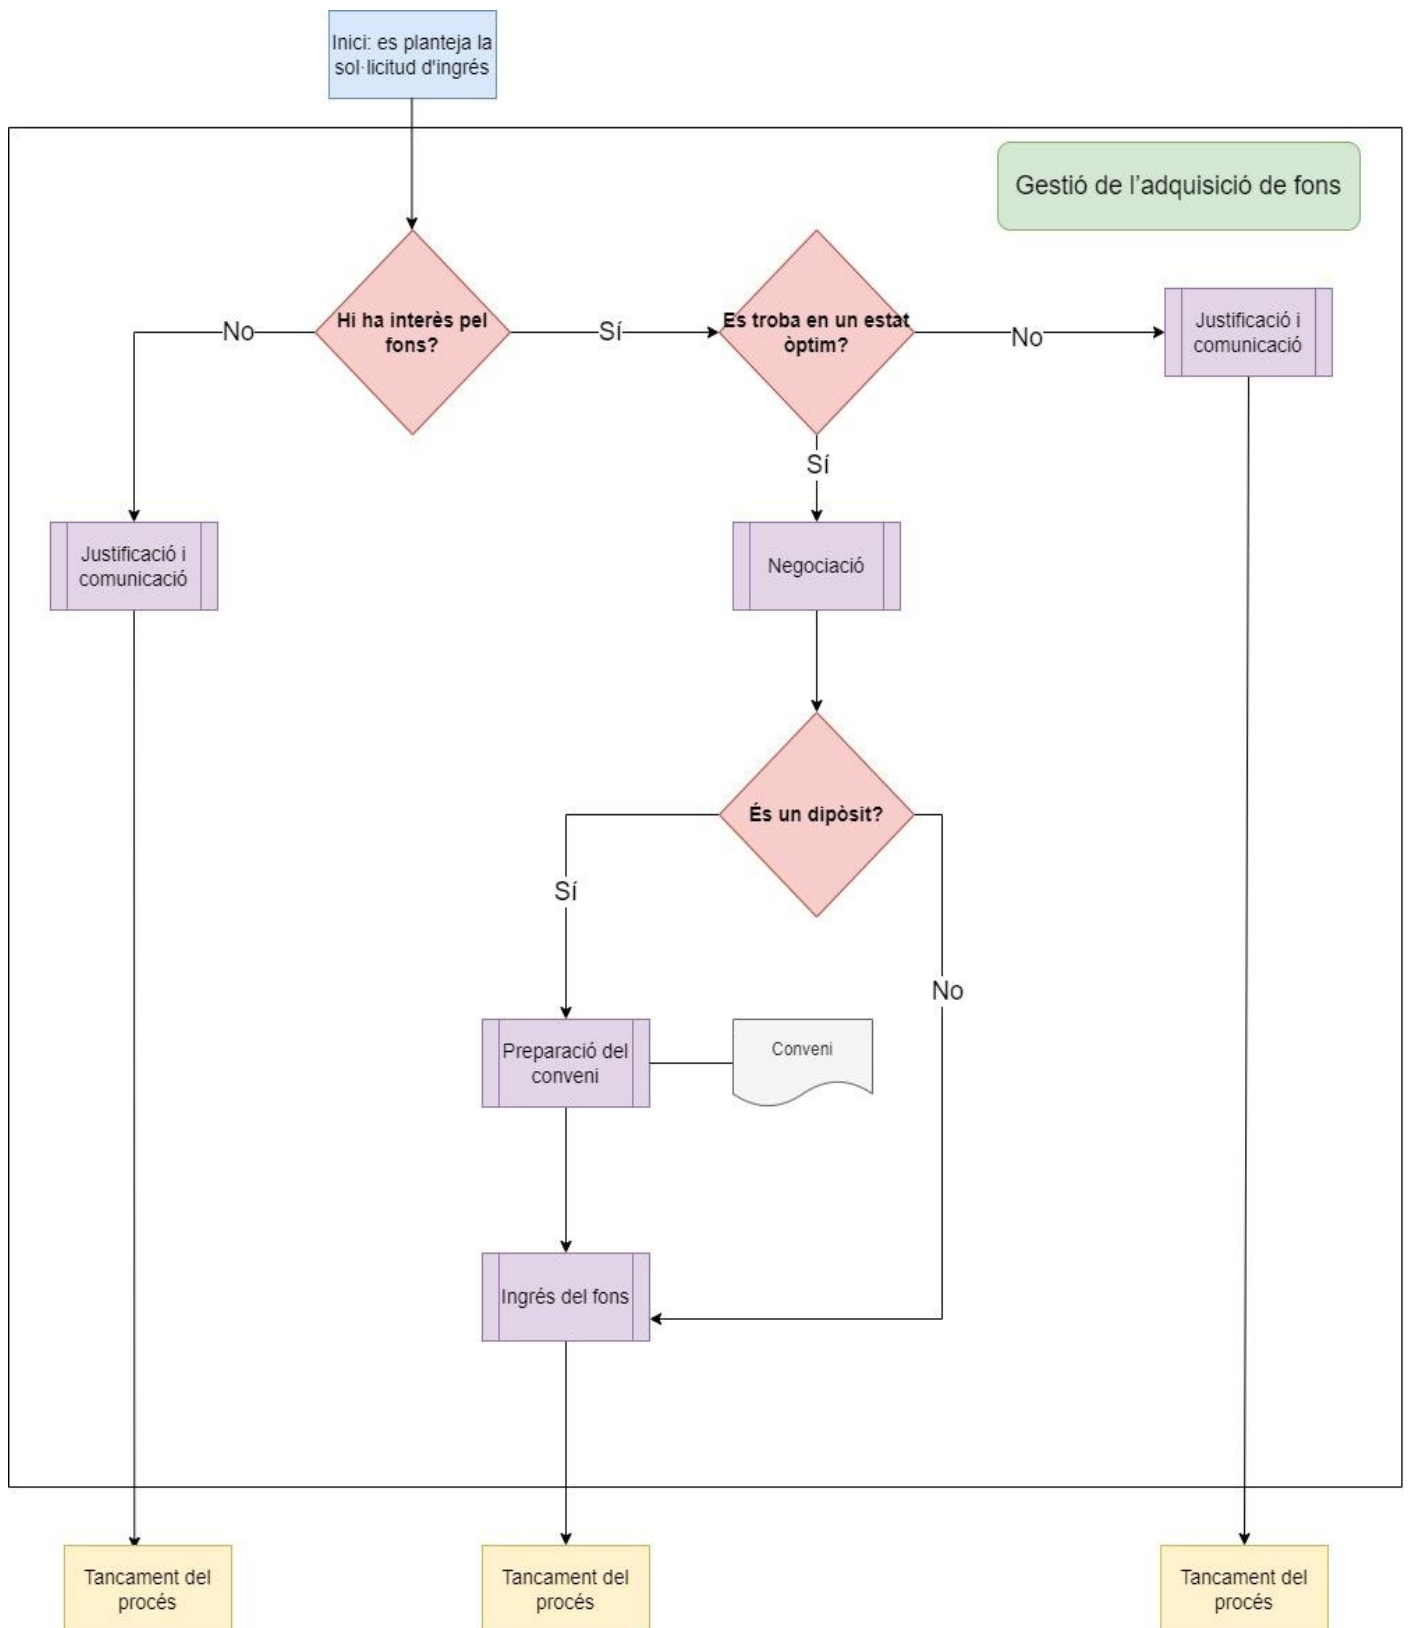 Inici: es planteja la
sol·licitud d'ingrés
Gestió de l’adquisició de fons
Hi ha interès pel
fons?
No
Sí
Es troba en un estat
òptim?
No
Justificació i
comunicació
Sí
Justificació i
comunicació
Negociació
És un dipòsit?
Sí
No
Preparació del
conveni
Conveni
Ingrés del fons
Tancament del
procés
Tancament del
procés
Tancament del
procés